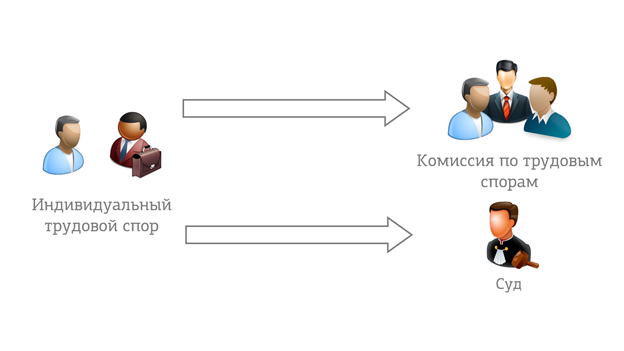 Индивидуальный
трудовой спор
Комиссия по трудовым
спорам
Суд